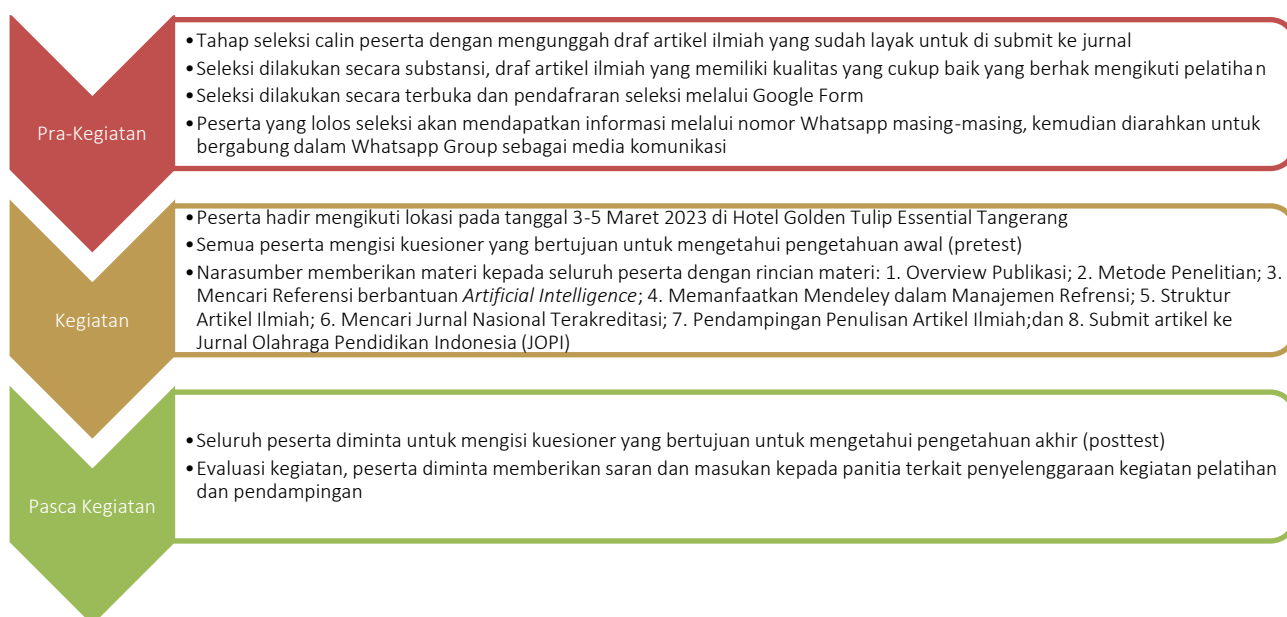 Pra-Kegiatan
•Tahap seleksi calin peserta dengan mengunggah draf artikel ilmiah yang sudah layak untuk di submit ke jurnal
•Seleksi dilakukan secara substansi, draf artikel ilmiah yang memiliki kualitas yang cukup baik yang berhak mengikuti pelatihan
•Seleksi dilakukan secara terbuka dan pendafraran seleksi melalui Google Form
•Peserta yang lolos seleksi akan mendapatkan informasi melalui nomor Whatsapp masing-masing, kemudian diarahkan untuk
bergabung dalam Whatsapp Group sebagai media komunikasi
Kegiatan
•Peserta hadir mengikuti lokasi pada tanggal 3-5 Maret 2023 di Hotel Golden Tulip Essential Tangerang
•Semua peserta mengisi kuesioner yang bertujuan untuk mengetahui pengetahuan awal (pretest)
•Narasumber memberikan materi kepada seluruh peserta dengan rincian materi: 1. Overview Publikasi; 2. Metode Penelitian; 3.
Mencari Referensi berbantuan Artificial Intelligence; 4. Memanfaatkan Mendeley dalam Manajemen Refrensi; 5. Struktur
Artikel Ilmiah; 6. Mencari Jurnal Nasional Terakreditasi; 7. Pendampingan Penulisan Artikel Ilmiah;dan 8. Submit artikel ke
Jurnal Olahraga Pendidikan Indonesia (JOPI)
Pasca Kegiatan
•Seluruh peserta diminta untuk mengisi kuesioner yang bertujuan untuk mengetahui pengetahuan akhir (posttest)
•Evaluasi kegiatan, peserta diminta memberikan saran dan masukan kepada panitia terkait penyelenggaraan kegiatan pelatihan
dan pendampingan